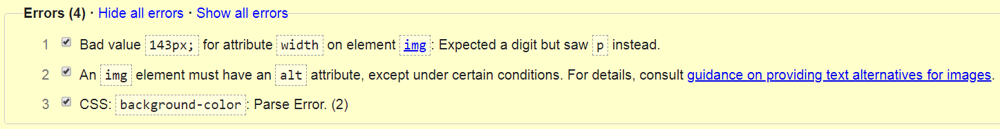 Errors (4) · Hide all errors · Show all errors
1 Bad value 143px; for attribute width on element img: Expected a digit but saw p instead.
2 An img element must have an alt attribute, except under certain conditions. For details, consult guidance on providing text alternatives for images.
3 CSS: background-color: Parse Error. (2)